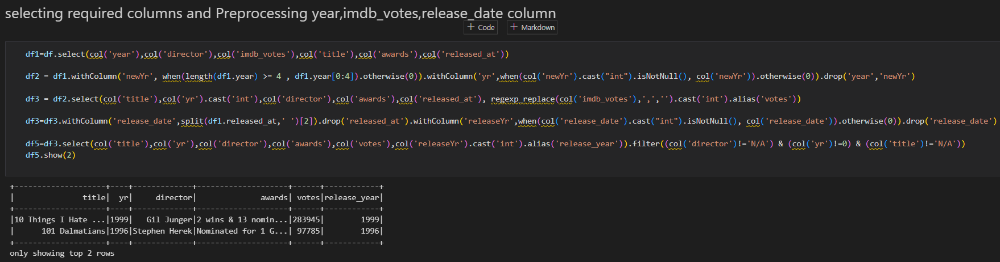 selecting required columns and Preprocessing year,imdb_votes,release_date column
+ Code + Markdown
df1=df.select(col('year'),col('director'),col('imdb_votes'),col('title'),col('awards'),col('released_at'))
df2 = df1.withColumn('newYr', when(length(df1.year) >= 4 , df1.year[0:4]).otherwise(0)).withColumn('yr',when(col('newYr').cast("int").isNotNull(), col('newYr')).otherwise(0)).drop('year','newYr')
df3 = df2.select(col('title'),col('yr').cast('int'),col('director'),col('awards'),col('released_at'), regexp_replace(col('imdb_votes'),',','').cast('int').alias('votes'))
df3=df3.withColumn('release_date',split(df1.released_at,' ')[2]).drop('released_at').withColumn('releaseYr',when(col('release_date').cast("int").isNotNull(), col('release_date')).otherwise(0)).drop('release_date')
df5=df3.select(col('title'),col('yr'),col('director'),col('awards'),col('votes'),col('releaseYr').cast('int').alias('release_year')).filter((col('director')!='N/A') & (col('yr')!=0) & (col('title')!='N/A'))
df5.show(2)
+--------------------+----+-------------+--------------------+------+------------+
|               title|  yr|     director|              awards| votes|release_year|
+--------------------+----+-------------+--------------------+------+------------+
|10 Things I Hate ...|1999|   Gil Junger|2 wins & 13 nomin...|283945|        1999|
|      101 Dalmatians|1996|Stephen Herek|Nominated for 1 G...| 97785|        1996|
+--------------------+----+-------------+--------------------+------+------------+
only showing top 2 rows